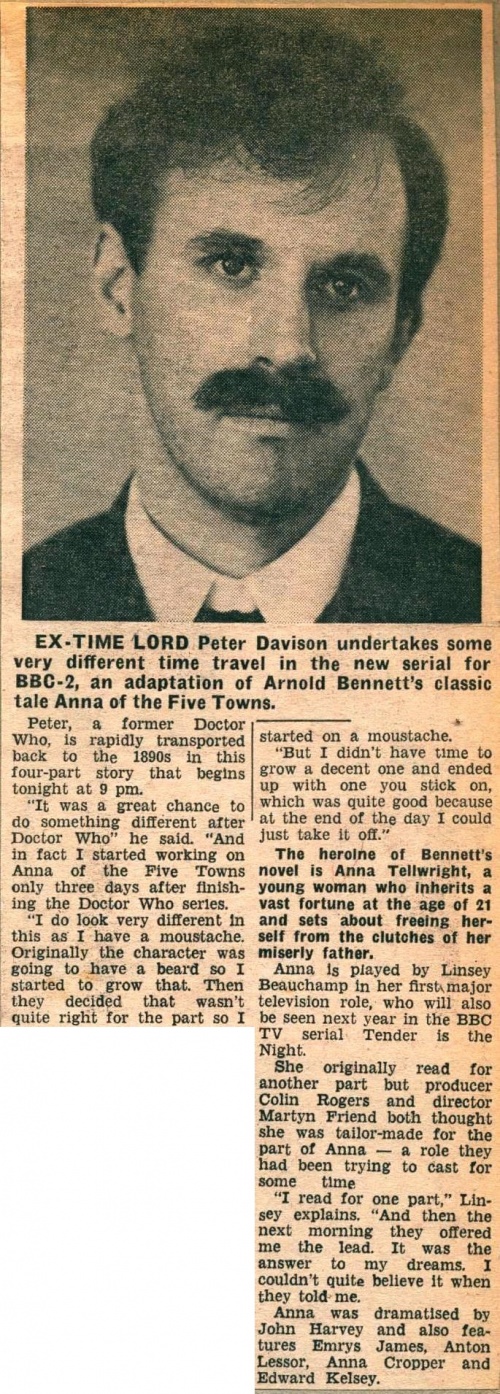 EX-TIME LORD Peter Davison undertakes some
very different time travel in the new serial for
BBC-2, an adaptation of Arnold Bennett's classic
tale Anna of the Five Towns.
Peter, a former Doctor
Who, is rapidly transported
back to the 1890s in this
four-part story that begins
tonight at 9 pm.
"It was a great chance to
do something different after
Doctor Who" he said. "And
in fact I started working on
Anna of the Five Towns
only three days after finish-
ing the Doctor Who series.
"I do look very different in
this as I have a moustache.
Originally the character was
going to have a beard so I
started to grow that. Then
they decided that wasn't
quite right for the part so I
started on a moustache.
"But I didn't have time to
grow a decent one and ended
up with one you stick on,
which was quite good because
at the end of the day I could
just take it off."
The heroine of Bennett's
novel is Anna Tellwright, a
young woman who inherits a
vast fortune at the age of 21
and sets about freeing her-
self from the clutches of her
miserly father.
Anna is played by Linsey
Beauchamp in her first major
television role, who will also
be seen next year in the BBC
TV serial Tender is the
Night.
She originally read for
another part but producer
Colin Rogers and director
Martyn Friend both thought
she was tailor-made for the
part of Anna — a role they
had been trying to cast for
some time
"I read for one part," Lin-
sey explains. "And then the
next morning they offered
me the lead. It was the
answer to my dreams. I
couldn't quite believe it when
they told me.
Anna was dramatised by
John Harvey and also fea-
tures Emrys James, Anton
Lessor, Anna Cropper and
Edward Kelsey.